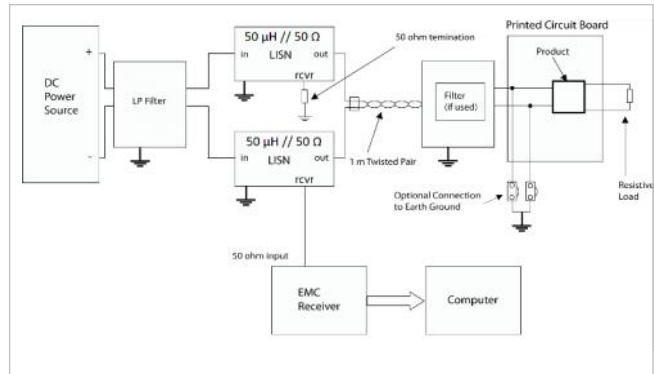 Printed Circuit Board
50 µH // 50 Ω
in
LISN
out
rcvr
50 ohm temination
Product
+
DC
Power
Source
-
LP Filter
Filter
(if used)
50 µH // 50 Ω
in
LISN
out
rcvr
1 m Twisted Pair
Optional Connection
to Earth Ground
Resistive
Load
50 ohm input
EMC
Receiver
Computer